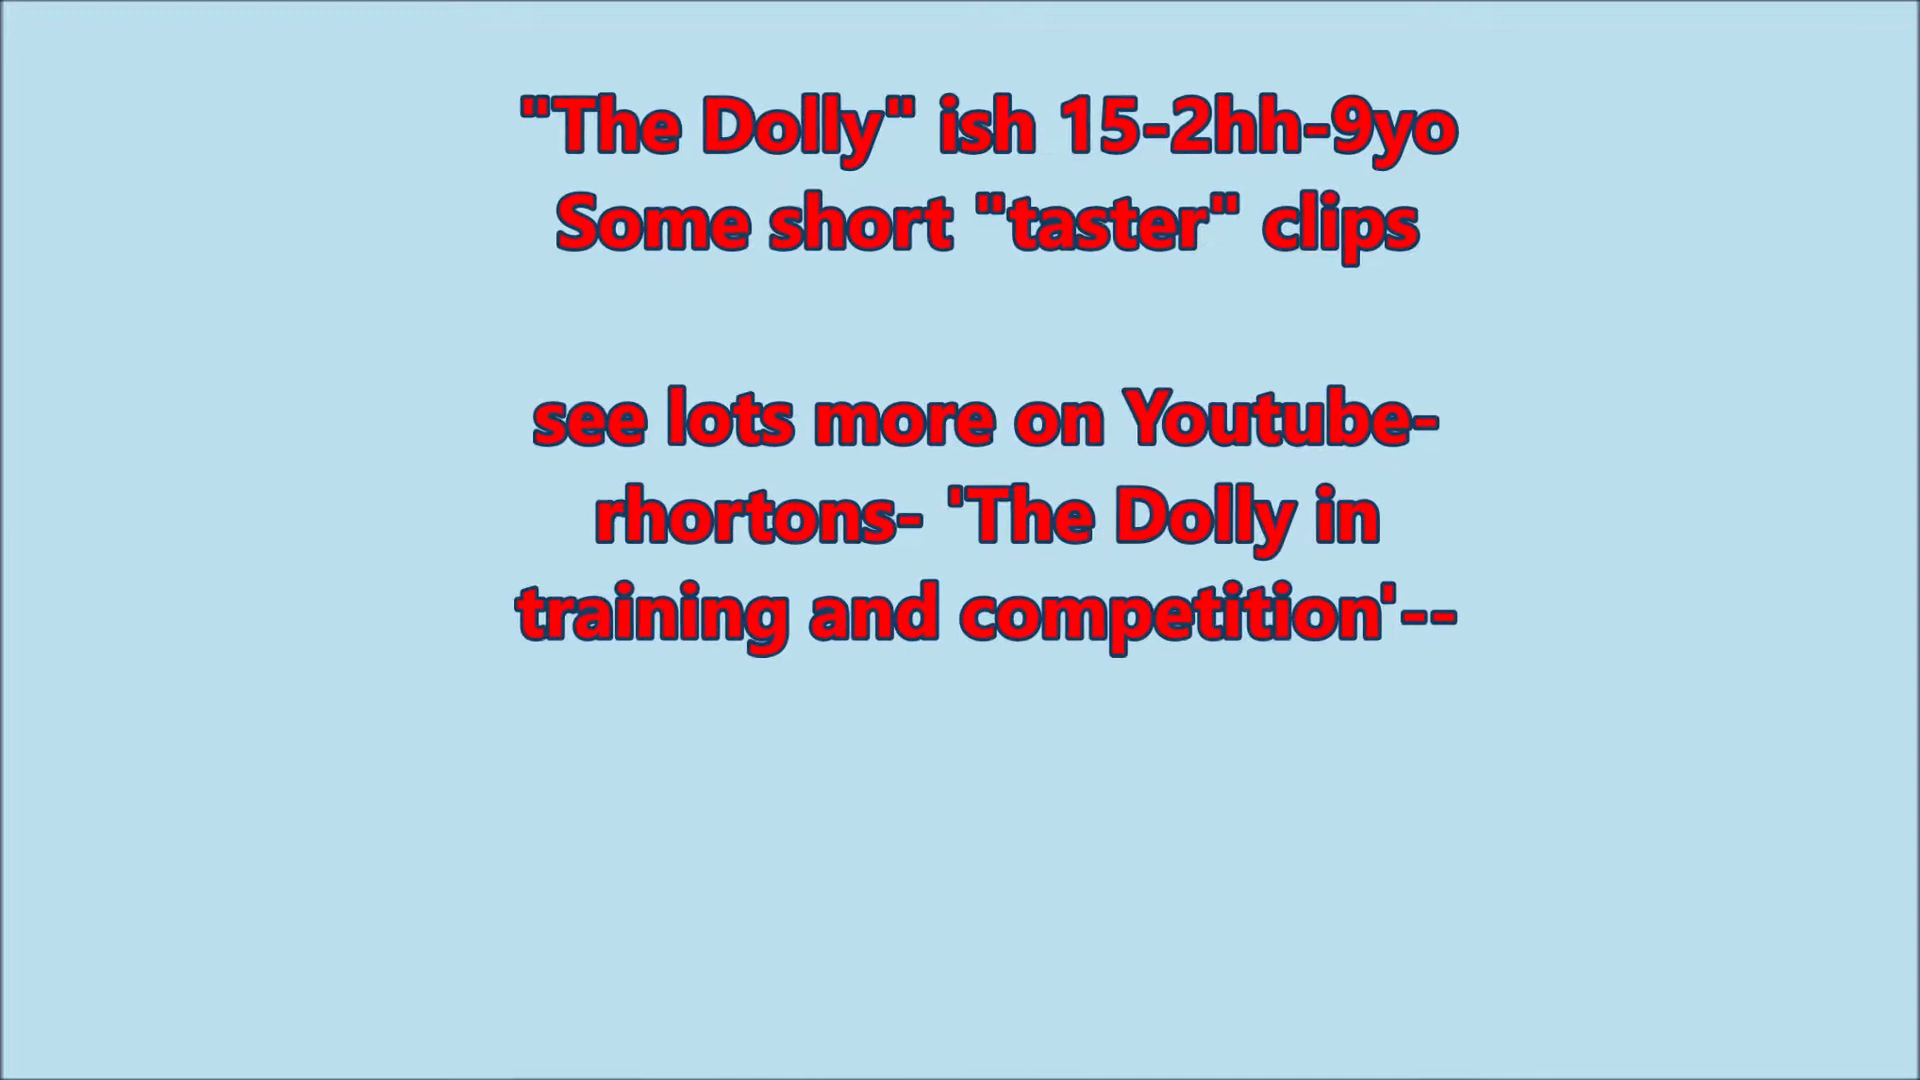 "The Dolly" ish 15-2hh-9yo
Some short "taster" clips
see lots more on Youtube-
rhortons- 'The Dolly in
training and competition'--